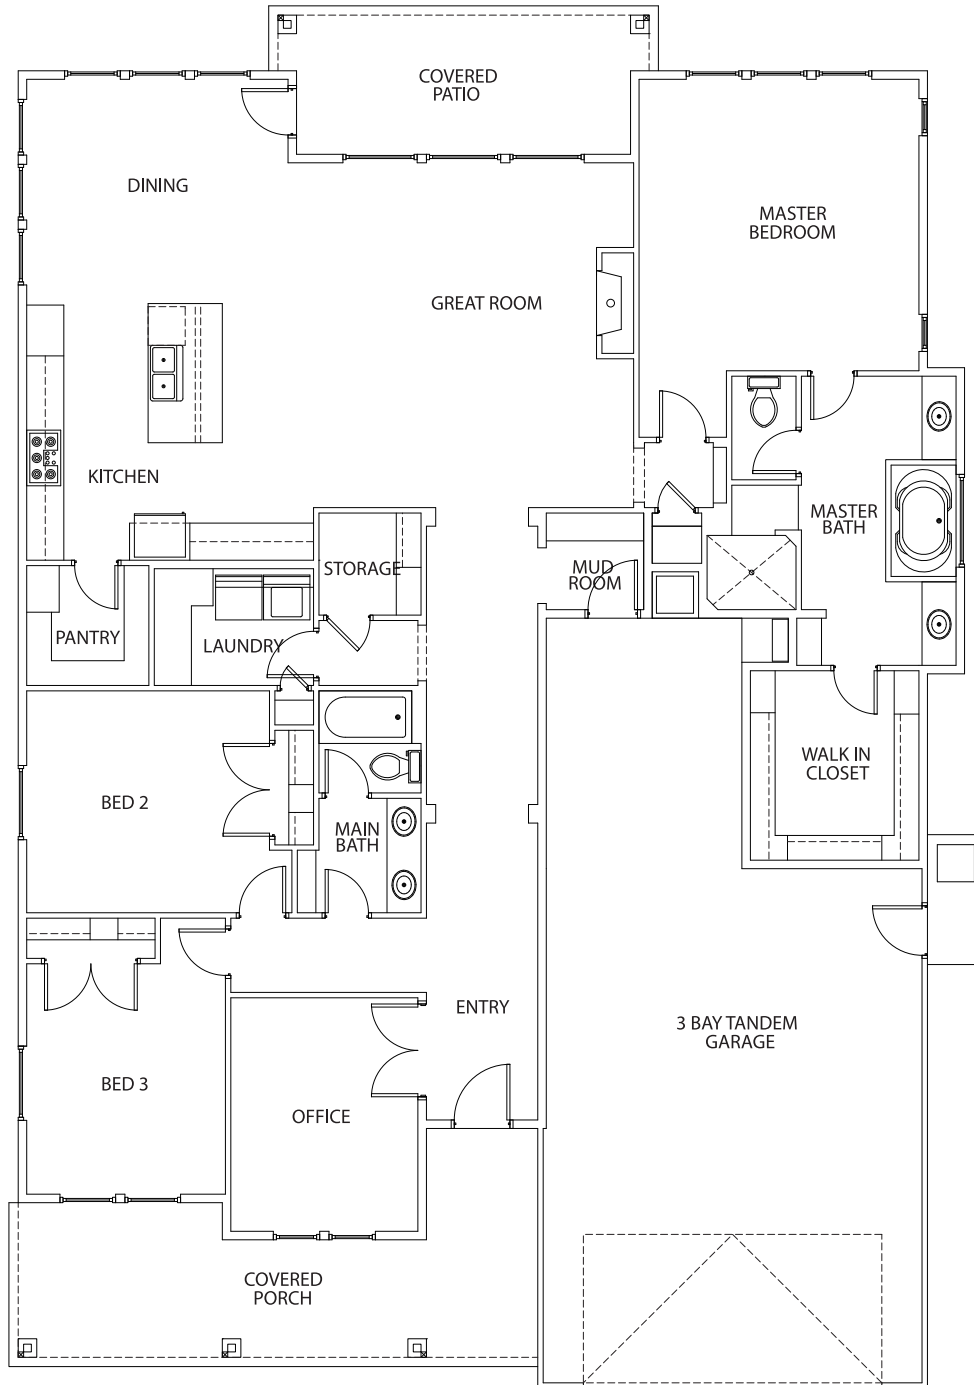 COVERED
PATIO
DINING
MASTER
BEDROOM
GREAT ROOM
KITCHEN
MASTER
BATH
STORAGE
MUD
ROOM
PANTRY
LAUNDRY
WALK IN
CLOSET
BED 2
MAIN
BATH
ENTRY
3 BAY TANDEM
GARAGE
BED 3
OFFICE
COVERED
PORCH